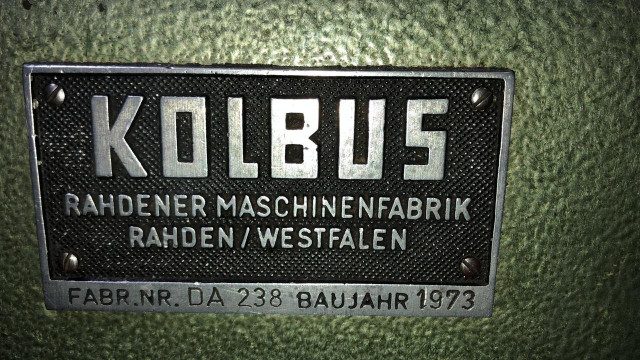 KOLBUS
RAHDENER MASCHINENFABRIK
RAHDEN/WESTFALEN
FABR.NR. DA 238 BAUJAHR 1973